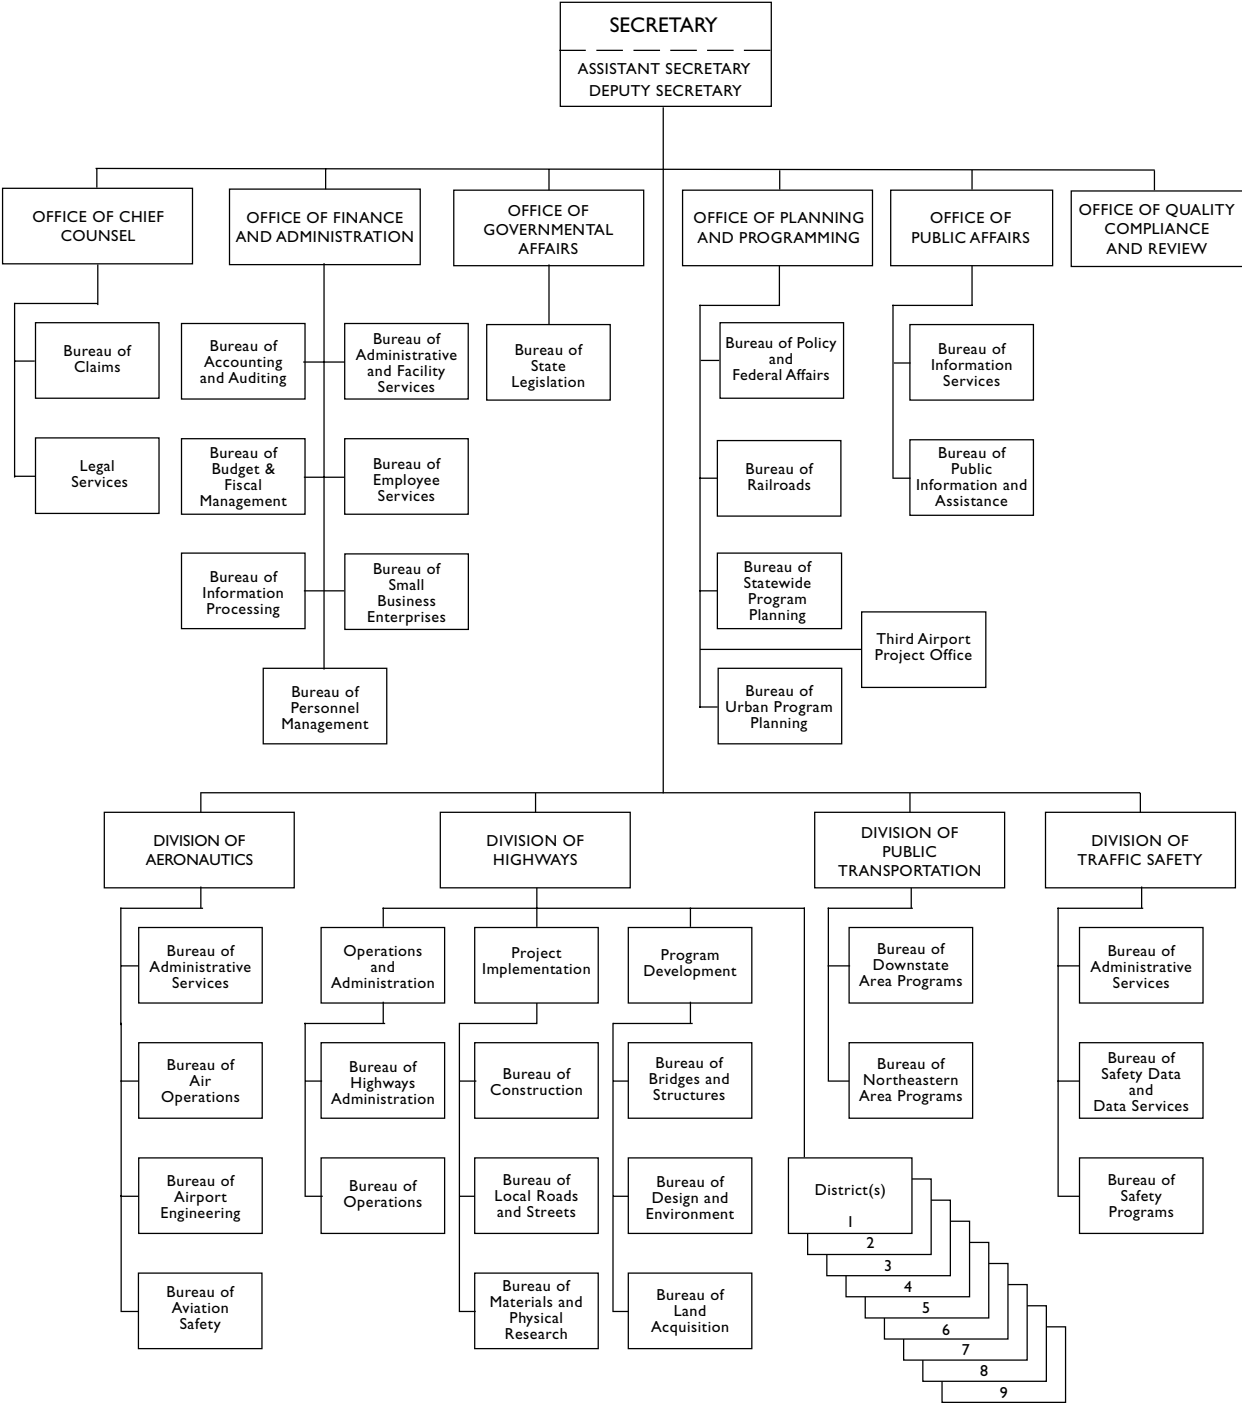 SECRETARY
ASSISTANT SECRETARY
DEPUTY SECRETARY
OFFICE OF CHIEF
COUNSEL
OFFICE OF FINANCE
AND ADMINISTRATION
OFFICE OF
GOVERNMENTAL
AFFAIRS
OFFICE OF PLANNING
AND PROGRAMMING
OFFICE OF
PUBLIC AFFAIRS
OFFICE OF QUALITY
COMPLIANCE
AND REVIEW
Bureau of
Claims
Legal
Services
Bureau of
Accounting
and Auditing
Bureau of
Administrative
and Facility
Services
Bureau of
Budget &
Fiscal
Management
Bureau of
Employee
Services
Bureau of
Information
Processing
Bureau of
Small
Business
Enterprises
Bureau of
Personnel
Management
Bureau of
State
Legislation
Bureau of Policy
and
Federal Affairs
Bureau of
Railroads
Bureau of
Statewide
Program
Planning
Third Airport
Project Office
Bureau of
Urban Program
Planning
Bureau of
Information
Services
Bureau of
Public
Information and
Assistance
DIVISION OF
AERONAUTICS
DIVISION OF
HIGHWAYS
DIVISION OF
PUBLIC
TRANSPORTATION
DIVISION OF
TRAFFIC SAFETY
Bureau of
Administrative
Services
Bureau of
Air
Operations
Bureau of
Airport
Engineering
Bureau of
Aviation
Safety
Operations
and
Administration
Bureau of
Highways
Administration
Bureau of
Operations
Project
Implementation
Bureau of
Construction
Bureau of
Local Roads
and Streets
Bureau of
Materials and
Physical
Research
Program
Development
Bureau of
Bridges and
Structures
Bureau of
Design and
Environment
Bureau of
Land
Acquisition
District(s)
1
2
3
4
5
6
7
8
9
Bureau of
Downstate
Area Programs
Bureau of
Northeastern
Area Programs
Bureau of
Administrative
Services
Bureau of
Safety Data
and
Data Services
Bureau of
Safety
Programs